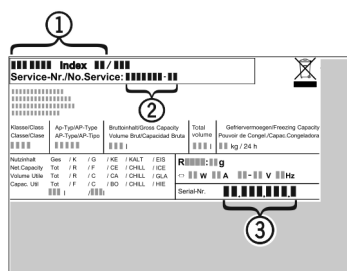 1
Index /
Service-Nr./No.Service: -
2
Klasse/Class Ap-Typ/AP-Type Bruttoinhalt/Gross Capacity Total Gefriervermoegen/Freezing Capacity
Classe/Clase AP-Type/AP-Tipo Volume Brut/Capacidad Bruta volume Pouvoir de Congel./Capac.Congeladora
l l kg / 24 h
Nutzinhalt Ges / K / G / KE / KALT / EIS
Net.Capacity Tot / R / F / CE / CHILL / ICE
Volume Utile Tot / R / C / CA / CHILL / GLA
Capac. Util Tot / F / C / BO / CHILL / HIE
l / l
R : g
W A - V Hz
Serial-Nr. . . .
3